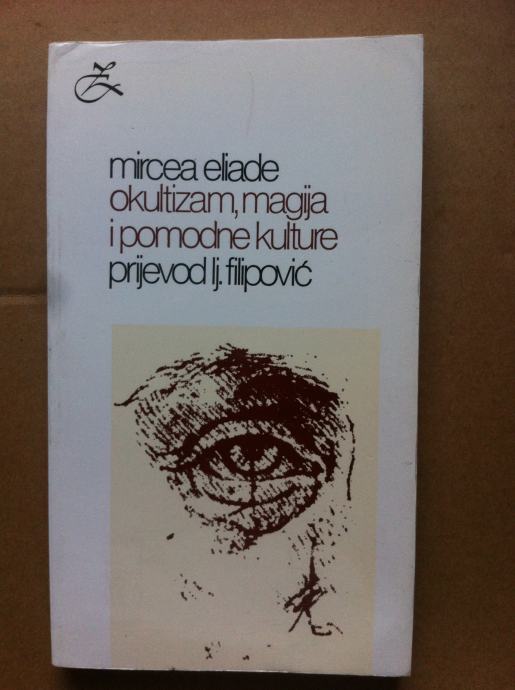 mircea eliade
okultizam, magija
i pomodne kulture
prijevod lj. filipović